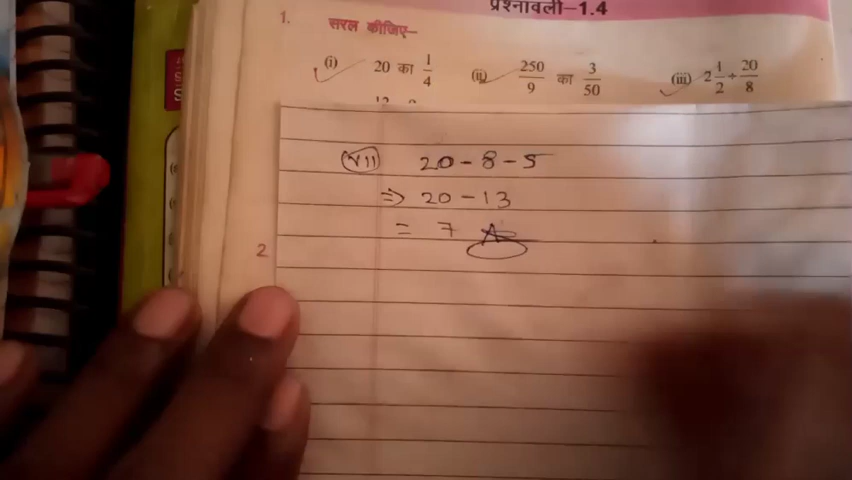 प्रश्नावली–1.4
1. सरल कीजिए–
(i) 20 का 1/4 (ii) 250/9 का 3/50 (iii) 2 1/2 ÷ 20/8
(VII) 20 - 8 - 5
=> 20 - 13
= 7
2